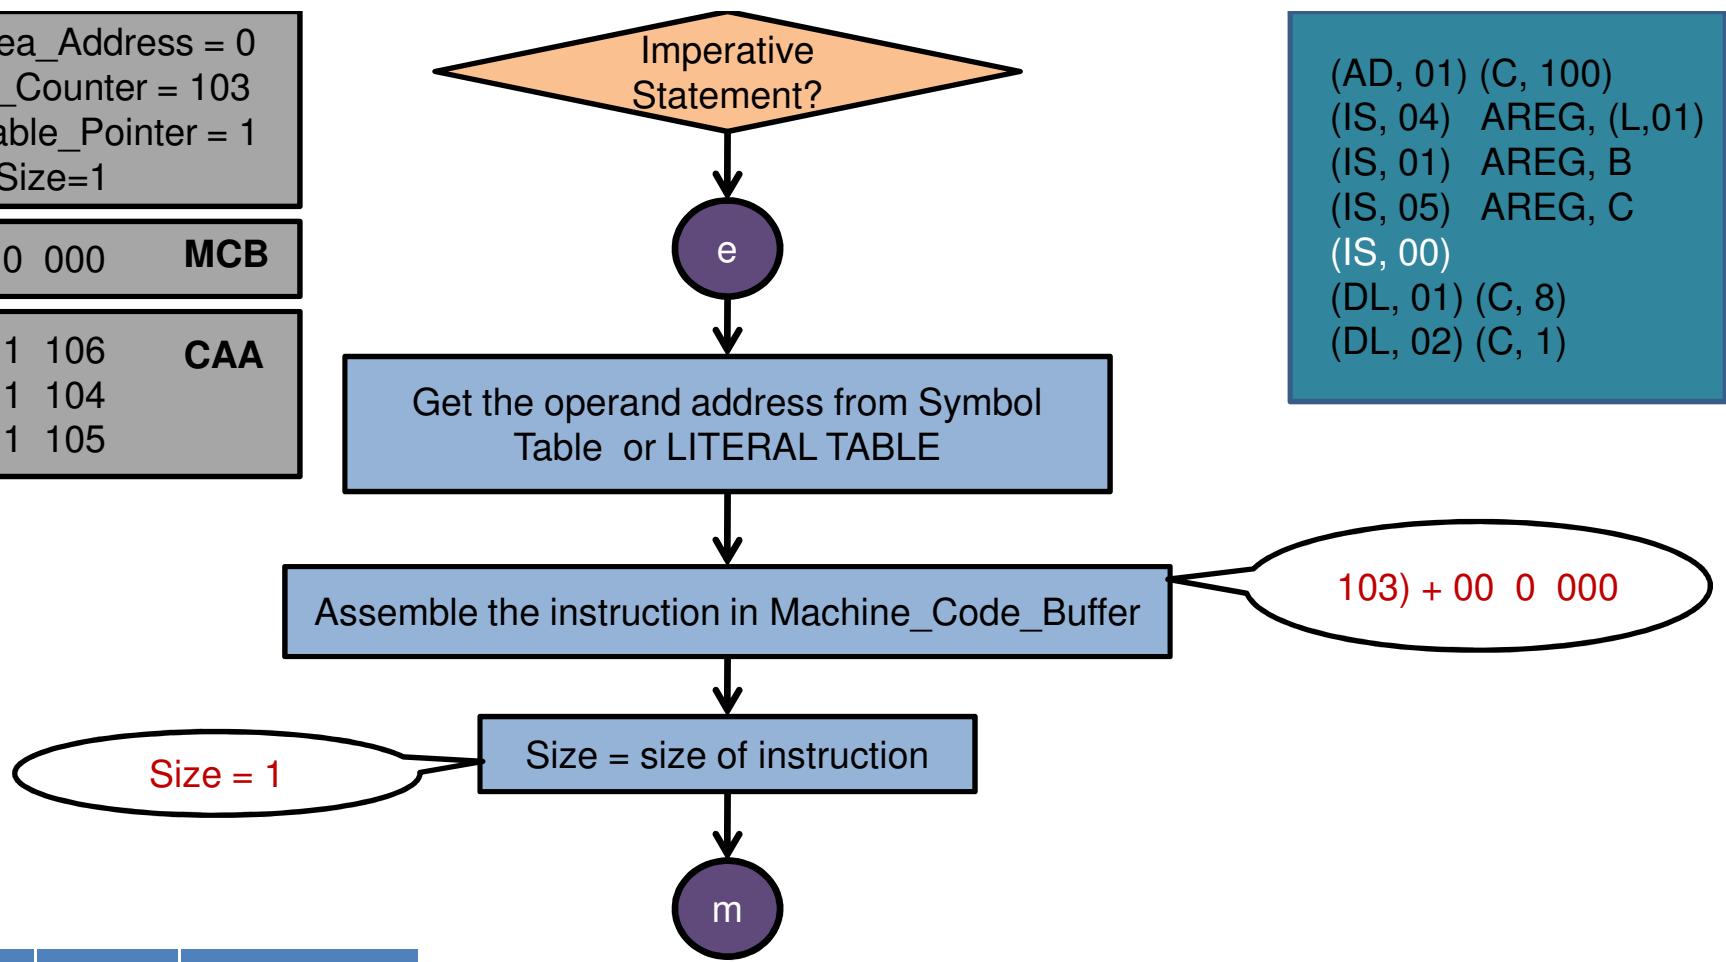 ea_Address = 0
_Counter = 103
able_Pointer = 1
Size=1
0 000 MCB
1 106 CAA
1 104
1 105
Imperative
Statement?
e
Get the operand address from Symbol
Table or LITERAL TABLE
Assemble the instruction in Machine_Code_Buffer
103) + 00 0 000
Size = size of instruction
Size = 1
m
(AD, 01) (C, 100)
(IS, 04) AREG, (L,01)
(IS, 01) AREG, B
(IS, 05) AREG, C
(IS, 00)
(DL, 01) (C, 8)
(DL, 02) (C, 1)